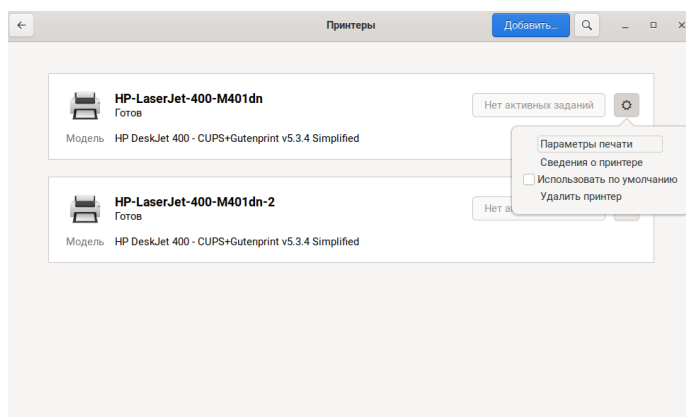 Принтеры
Добавить...
HP-LaserJet-400-M401dn
Готов
Нет активных заданий
Модель HP DeskJet 400 - CUPS+Gutenprint v5.3.4 Simplified
Параметры печати
Сведения о принтере
Использовать по умолчанию
Удалить принтер
HP-LaserJet-400-M401dn-2
Готов
Нет а
Модель HP DeskJet 400 - CUPS+Gutenprint v5.3.4 Simplified